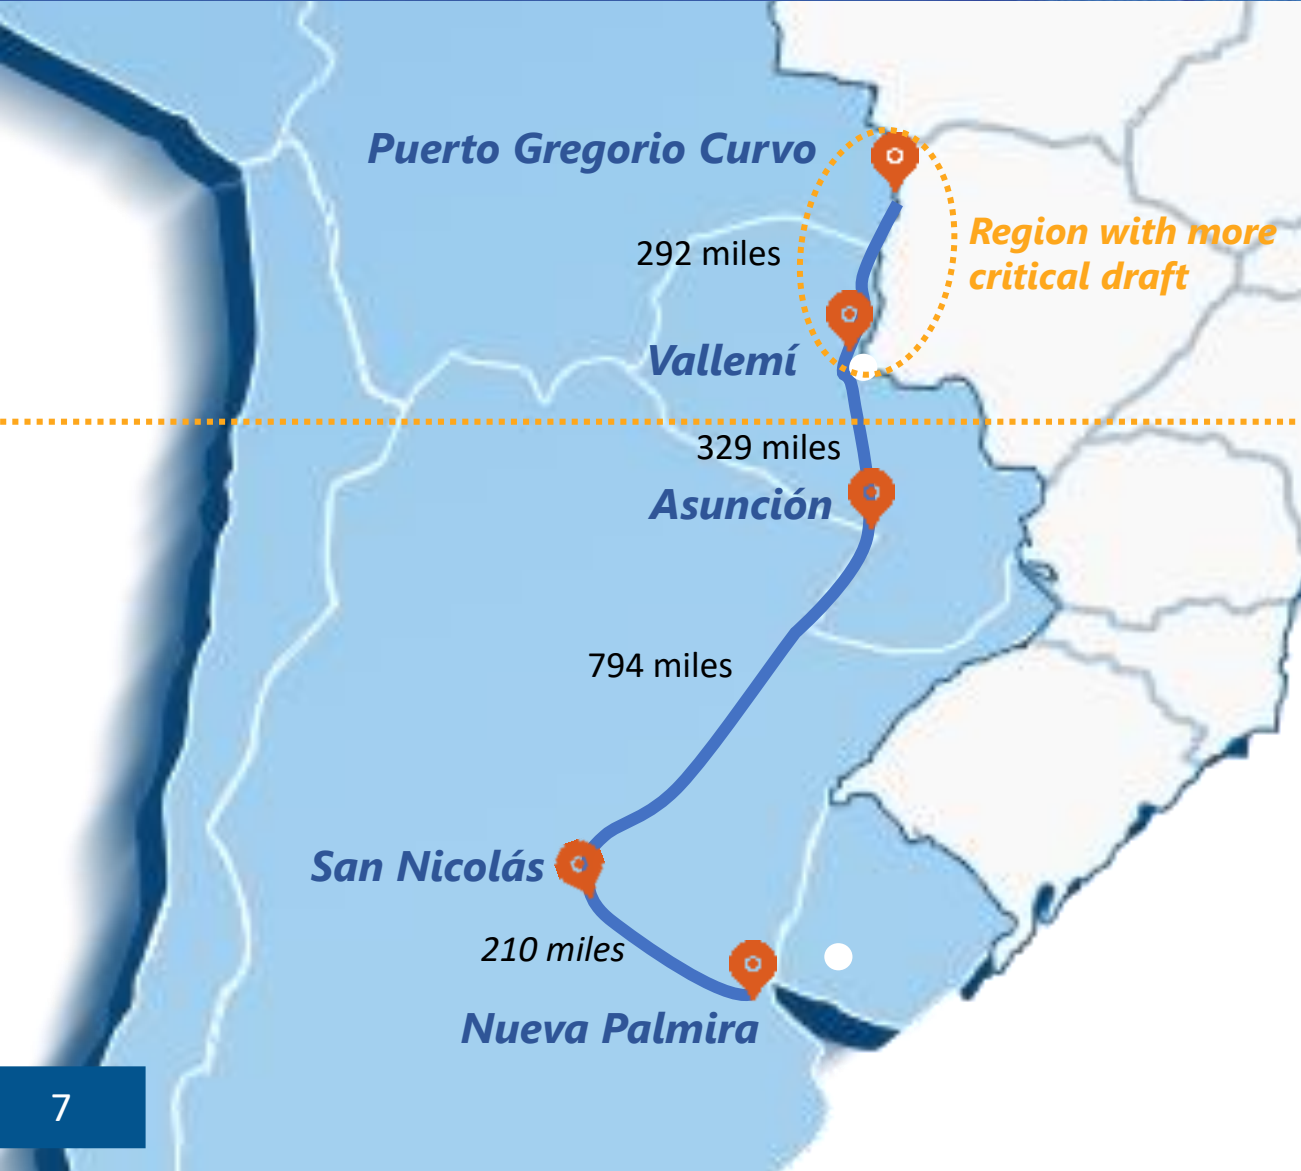 Puerto Gregorio Curvo
Region with more
critical draft
292 miles
Vallemí
329 miles
Asunción
794 miles
San Nicolás
210 miles
Nueva Palmira
7